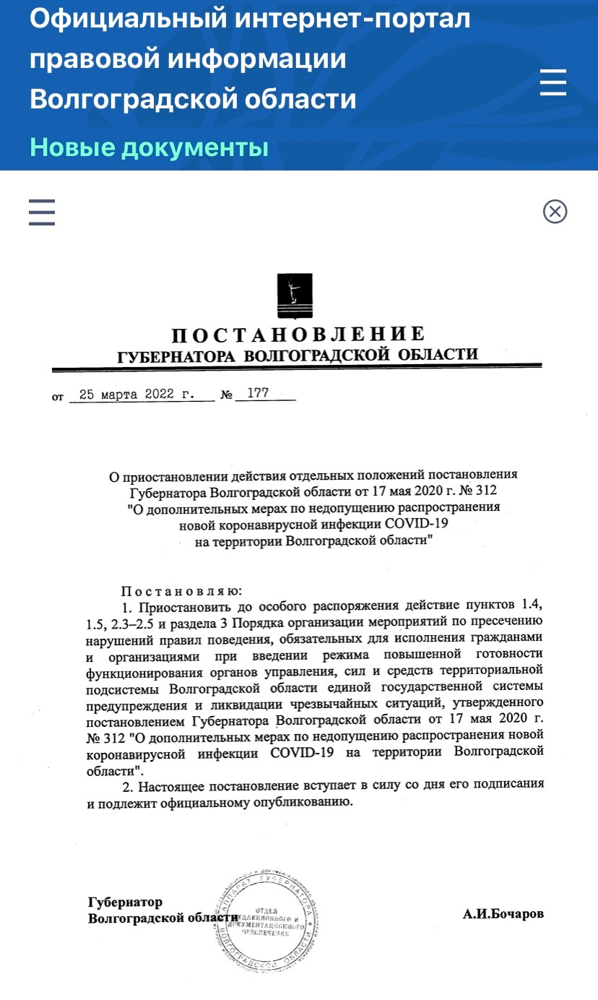 Официальный интернет-портал
правовой информации
Волгоградской области
Новые документы
ПОСТАНОВЛЕНИЕ
ГУБЕРНАТОРА ВОЛГОГРАДСКОЙ ОБЛАСТИ
от 25 марта 2022 г. № 177
О приостановлении действия отдельных положений постановления
Губернатора Волгоградской области от 17 мая 2020 г. № 312
"О дополнительных мерах по недопущению распространения
новой коронавирусной инфекции COVID-19
на территории Волгоградской области"
Постановляю:
1. Приостановить до особого распоряжения действие пунктов 1.4,
1.5, 2.3–2.5 и раздела 3 Порядка организации мероприятий по пресечению
нарушений правил поведения, обязательных для исполнения гражданами
и организациями при введении режима повышенной готовности
функционирования органов управления, сил и средств территориальной
подсистемы Волгоградской области единой государственной системы
предупреждения и ликвидации чрезвычайных ситуаций, утвержденного
постановлением Губернатора Волгоградской области от 17 мая 2020 г.
№ 312 "О дополнительных мерах по недопущению распространения новой
коронавирусной инфекции COVID-19 на территории Волгоградской
области".
2. Настоящее постановление вступает в силу со дня его подписания
и подлежит официальному опубликованию.
Губернатор
Волгоградской области
А.И.Бочаров
АППАРАТ ГУБЕРНАТОРА
ВОЛГОГРАДСКОЙ ОБЛАСТИ
ОТДЕЛ
РЕДАКЦИОННОГО И
ДОКУМЕНТАЦИОННОГО
ОБЕСПЕЧЕНИЯ